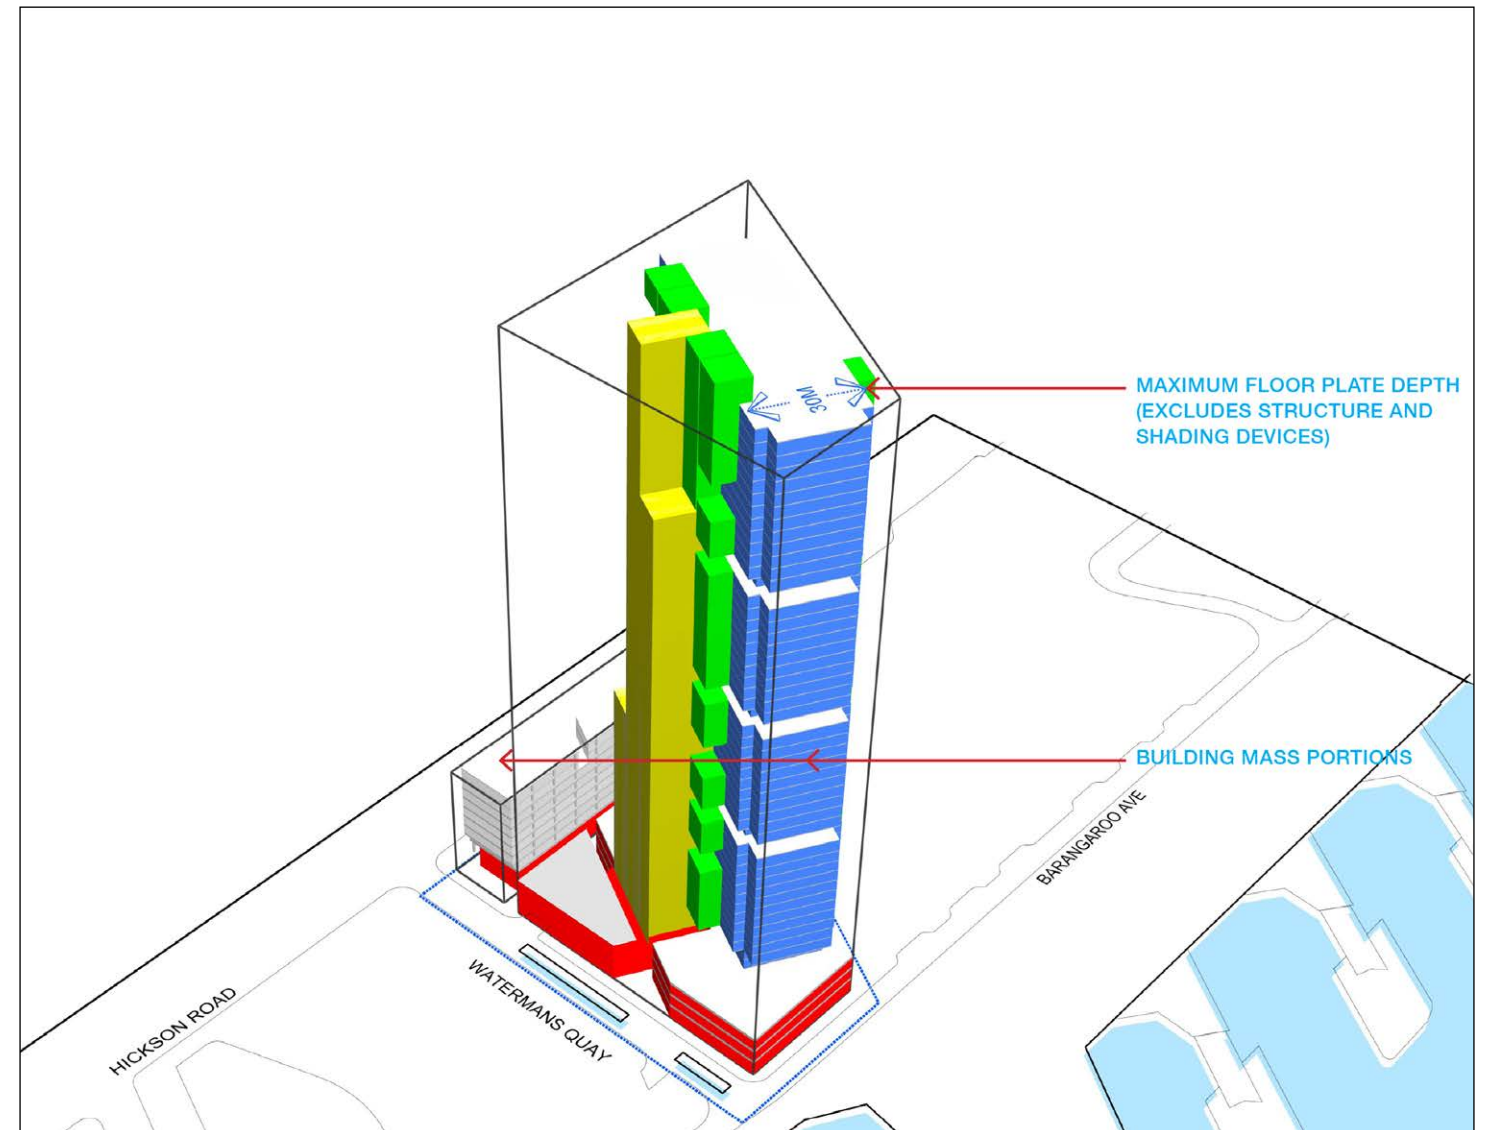 30M
MAXIMUM FLOOR PLATE DEPTH
(EXCLUDES STRUCTURE AND
SHADING DEVICES)
BUILDING MASS PORTIONS
BARANGAROO AVE
WATERMANS QUAY
HICKSON ROAD